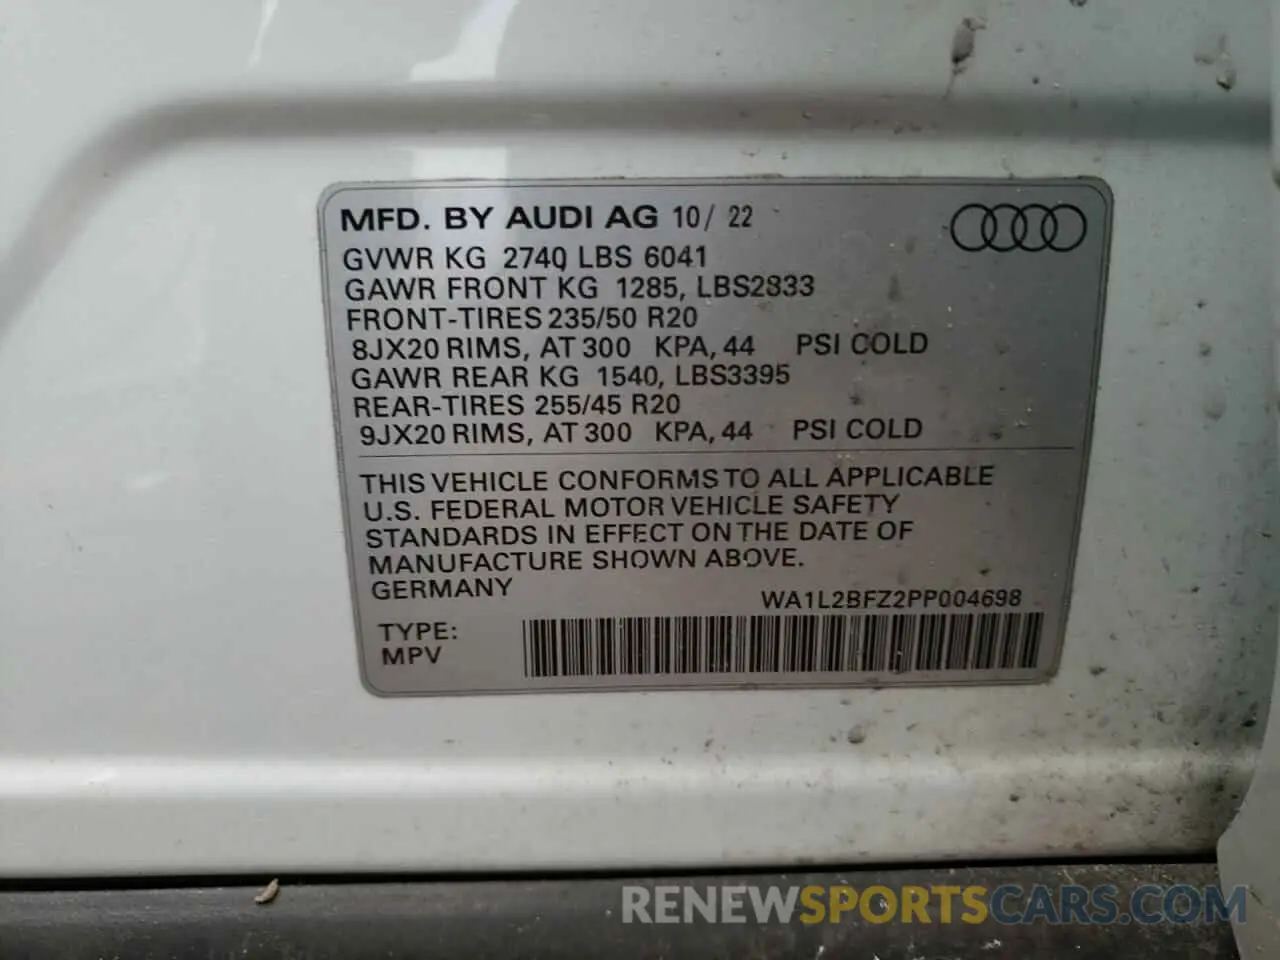 MFD. BY AUDI AG 10/ 22
GVWR KG 2740 LBS 6041
GAWR FRONT KG 1285, LBS2833
FRONT-TIRES 235/50 R20
8JX20 RIMS, AT 300 KPA, 44 PSI COLD
GAWR REAR KG 1540, LBS3395
REAR-TIRES 255/45 R20
9JX20 RIMS, AT 300 KPA, 44 PSI COLD
THIS VEHICLE CONFORMS TO ALL APPLICABLE
U.S. FEDERAL MOTOR VEHICLE SAFETY
STANDARDS IN EFFECT ON THE DATE OF
MANUFACTURE SHOWN ABOVE.
GERMANY
WA1L2BFZ2PP004698
TYPE:
MPV
RENEWSPORTSCARS.COM